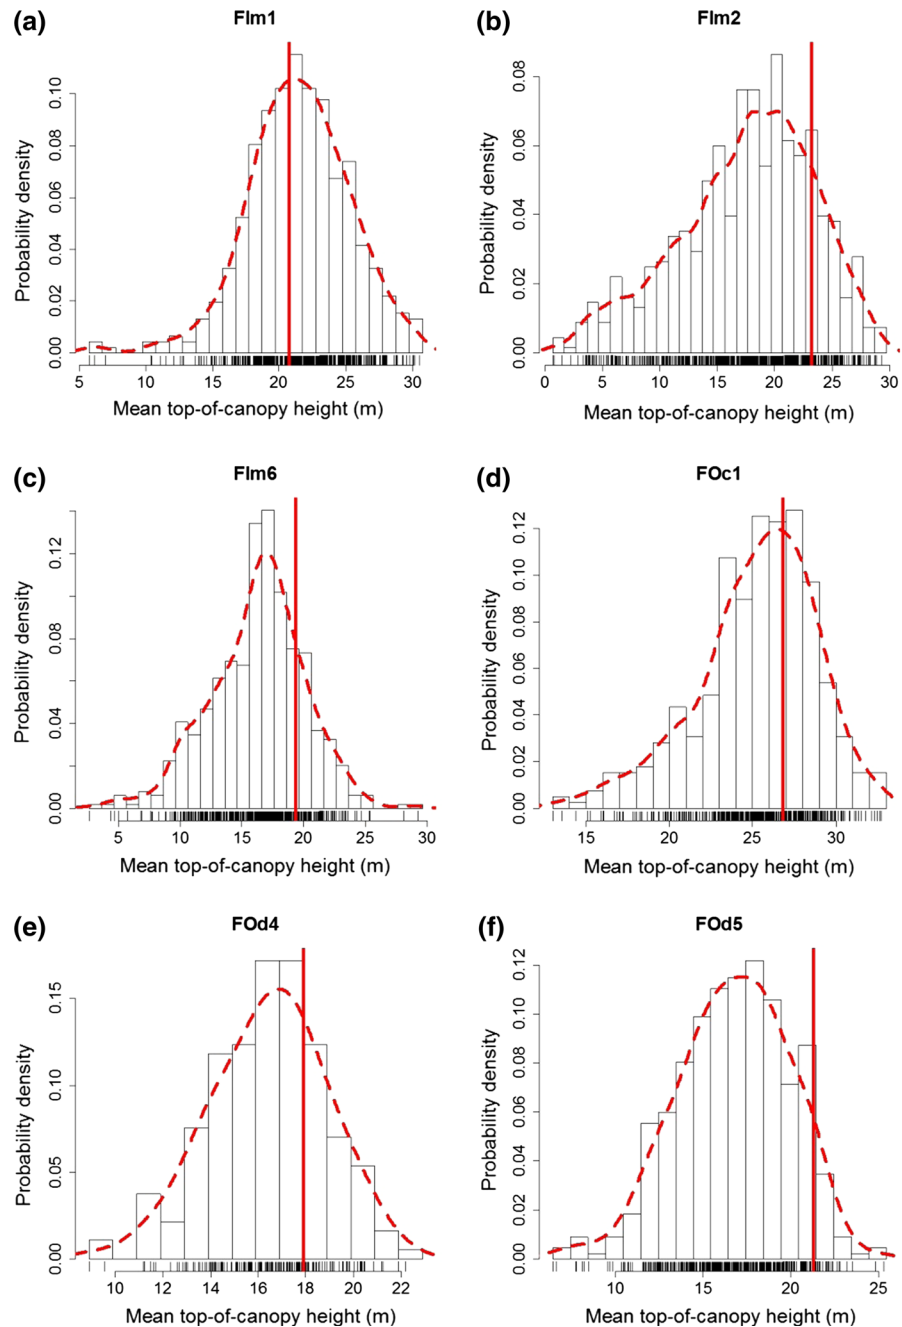 (a) FIm1
Probability density
0.00 0.02 0.04 0.06 0.08 0.10
5 10 15 20 25 30
Mean top-of-canopy height (m)
(b) FIm2
Probability density
0.00 0.02 0.04 0.06 0.08
0 5 10 15 20 25 30
Mean top-of-canopy height (m)
(c) FIm6
Probability density
0.00 0.04 0.08 0.12
5 10 15 20 25 30
Mean top-of-canopy height (m)
(d) FOc1
Probability density
0.00 0.02 0.04 0.06 0.08 0.10 0.12
15 20 25 30
Mean top-of-canopy height (m)
(e) FOd4
Probability density
0.00 0.05 0.10 0.15
10 12 14 16 18 20 22
Mean top-of-canopy height (m)
(f) FOd5
Probability density
0.00 0.02 0.04 0.06 0.08 0.10 0.12
10 15 20 25
Mean top-of-canopy height (m)